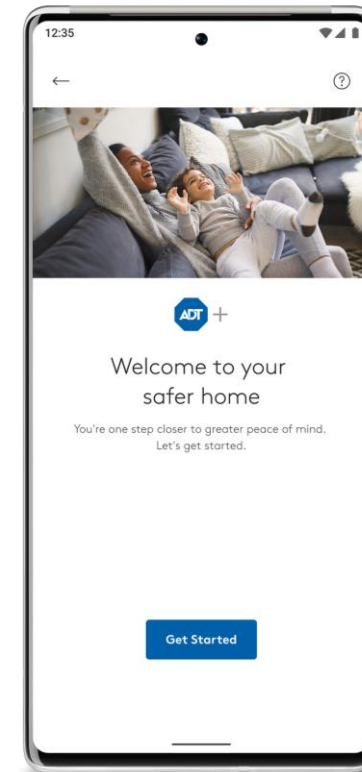 12:35
?
ADT +
Welcome to your
safer home
You're one step closer to greater peace of mind.
Let's get started.
Get Started